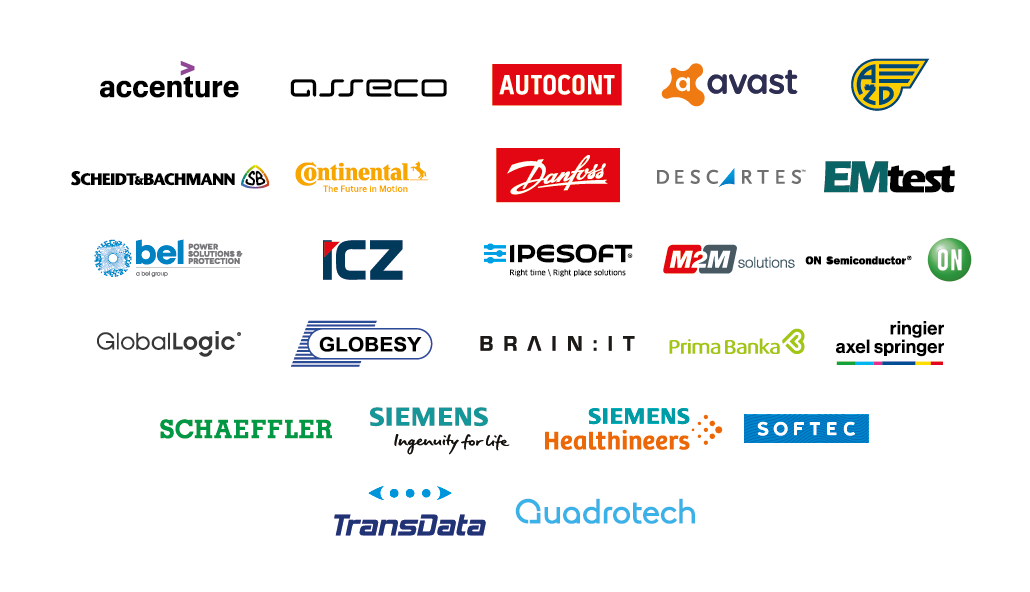 accenture
asseco
AUTOCONT
a avast
AŽD
SCHEIDT&BACHMANN SB
Continental
The Future in Motion
Danfoss
DESCARTES™
EMtest
bel POWER
SOLUTIONS &
PROTECTION
a bel group
ICZ
IPESOFT®
Right time \ Right place solutions
M2M solutions
ON Semiconductor® ON
GlobalLogic®
GLOBESY
BRAIN:IT
Prima Banka
ringier
axel springer
SCHAEFFLER
SIEMENS
Ingenuity for life
SIEMENS
Healthineers
SOFTEC
TransData
Quadrotech